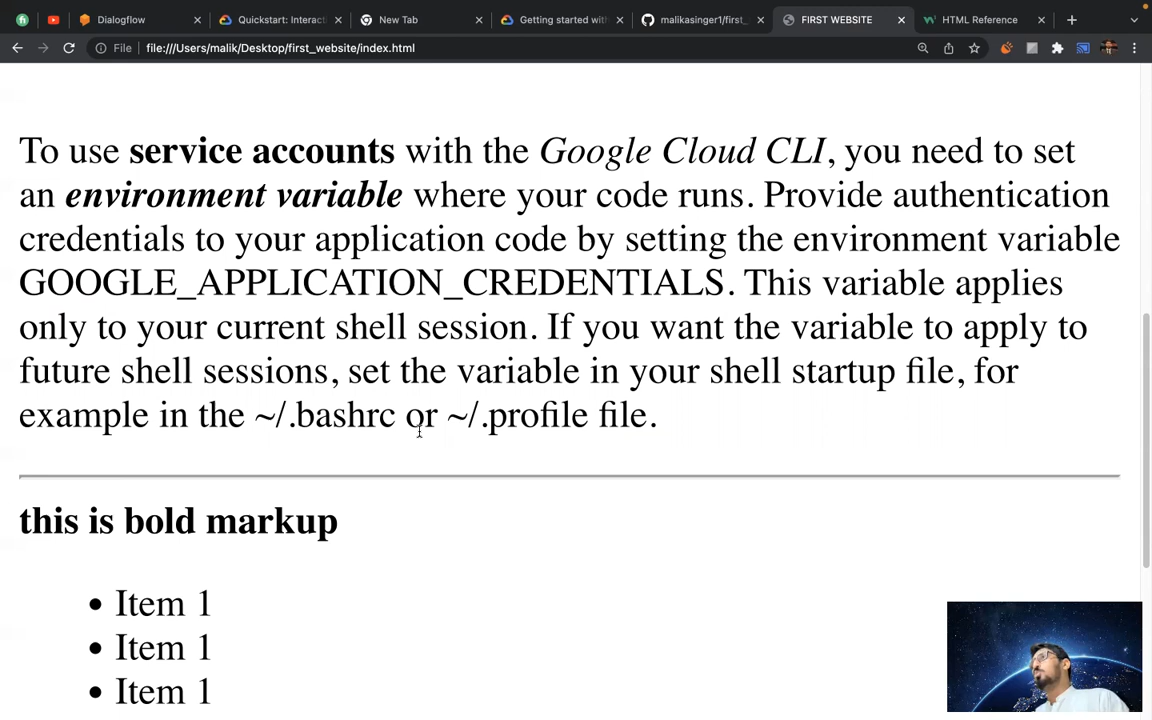 Dialogflow
Quickstart: Interact
New Tab
Getting started with
malikasinger1/first_
FIRST WEBSITE
HTML Reference
File
file:///Users/malik/Desktop/first_website/index.html
To use service accounts with the Google Cloud CLI, you need to set
an environment variable where your code runs. Provide authentication
credentials to your application code by setting the environment variable
GOOGLE_APPLICATION_CREDENTIALS. This variable applies
only to your current shell session. If you want the variable to apply to
future shell sessions, set the variable in your shell startup file, for
example in the ~/.bashrc or ~/.profile file.
this is bold markup
• Item 1
• Item 1
• Item 1